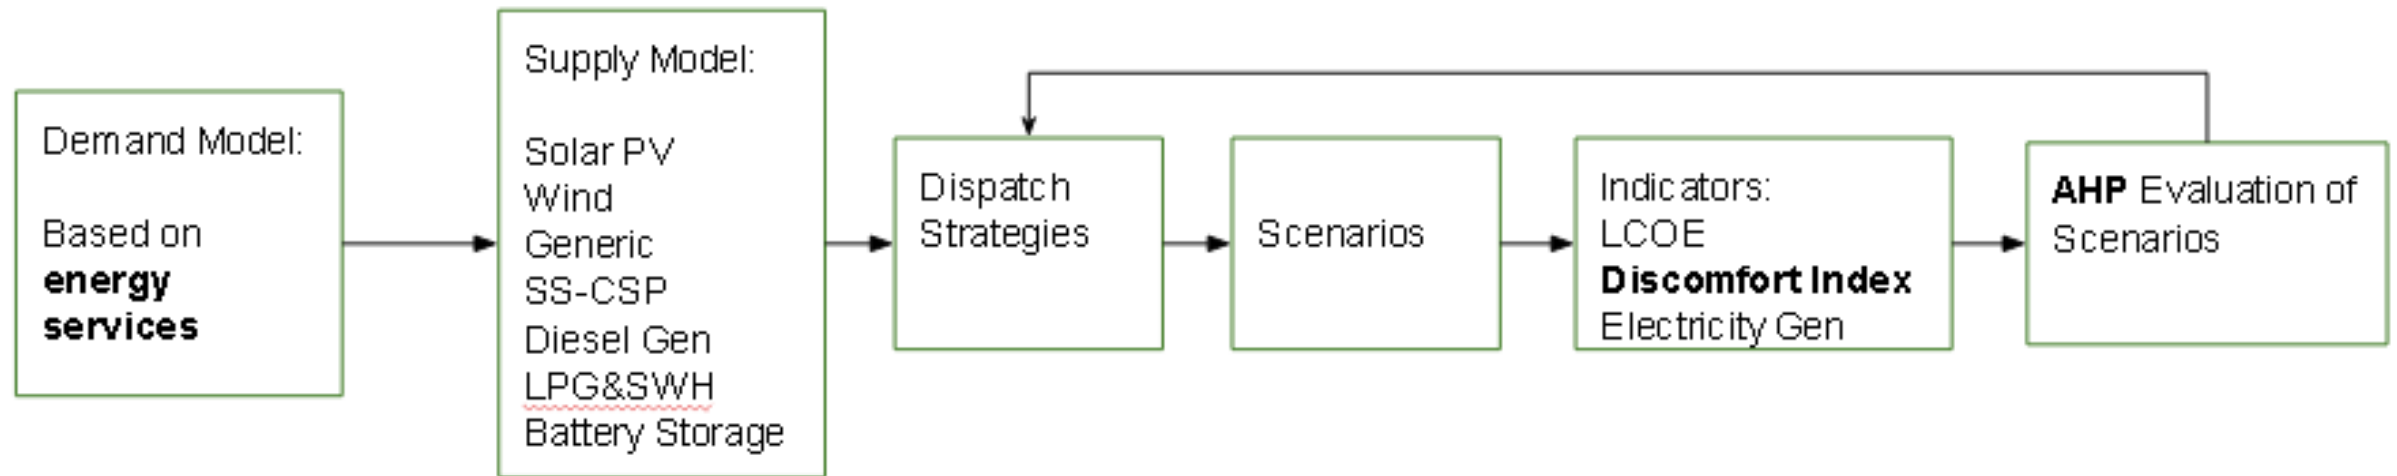 Demand Model:
Based on
energy
services
Supply Model:
Solar PV
Wind
Generic
SS-CSP
Diesel Gen
LPG&SWH
Battery Storage
Dispatch
Strategies
Scenarios
Indicators:
LCOE
Discomfort Index
Electricity Gen
AHP Evaluation of
Scenarios